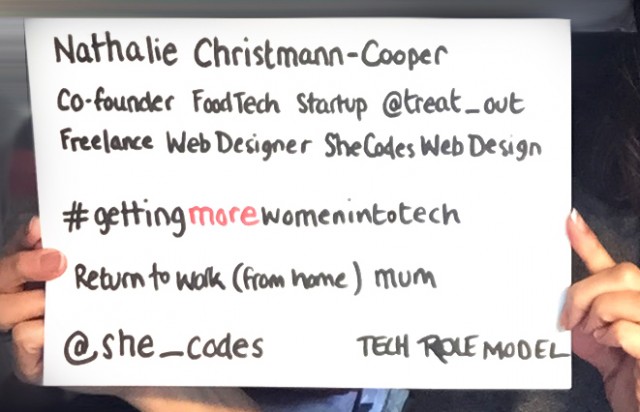 Nathalie Christmann-Cooper
Co-founder FoodTech Startup @treat_out
Freelance Web Designer SheCodes Web Design
#gettingmorewomenintotech
Return to work (from home) mum
@she_codes TECH ROLE MODEL